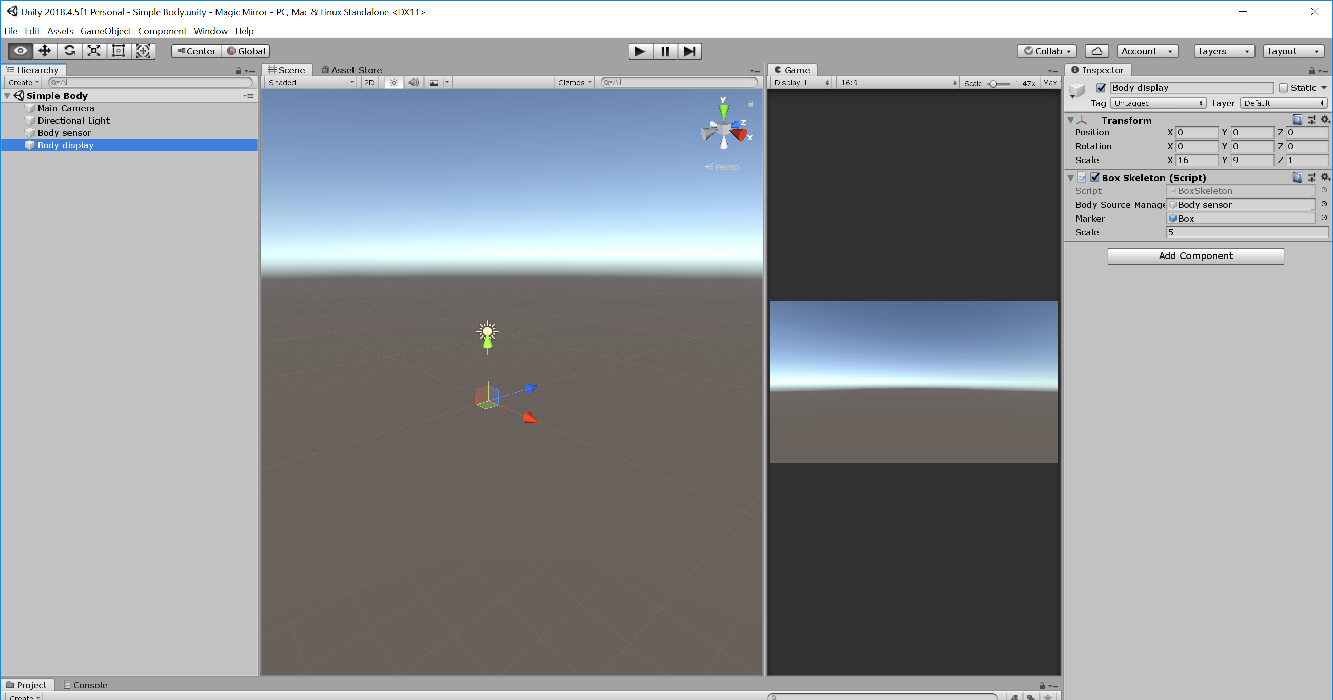 Unity 2018.4.5f1 Personal - Simple Body.unity - Magic Mirror - PC, Mac & Linux Standalone <DX11>
File Edit Assets GameObject Component Window Help
Center Global Collab Account Layers Layout
Hierarchy Scene Asset Store Game Inspector
Create All Shaded 2D Gizmos All Display 1 16:9 Scale 47x Max
Body display Static
Tag Untagged Layer Default
Simple Body
Main Camera
Directional Light
Body sensor
Body display
y
z
x
Persp
Transform
Position X 0 Y 0 Z 0
Rotation X 0 Y 0 Z 0
Scale X 16 Y 9 Z 1
Box Skeleton (Script)
Script BoxSkeleton
Body Source Manage Body sensor
Marker Box
Scale 5
Add Component
Project Console
Create